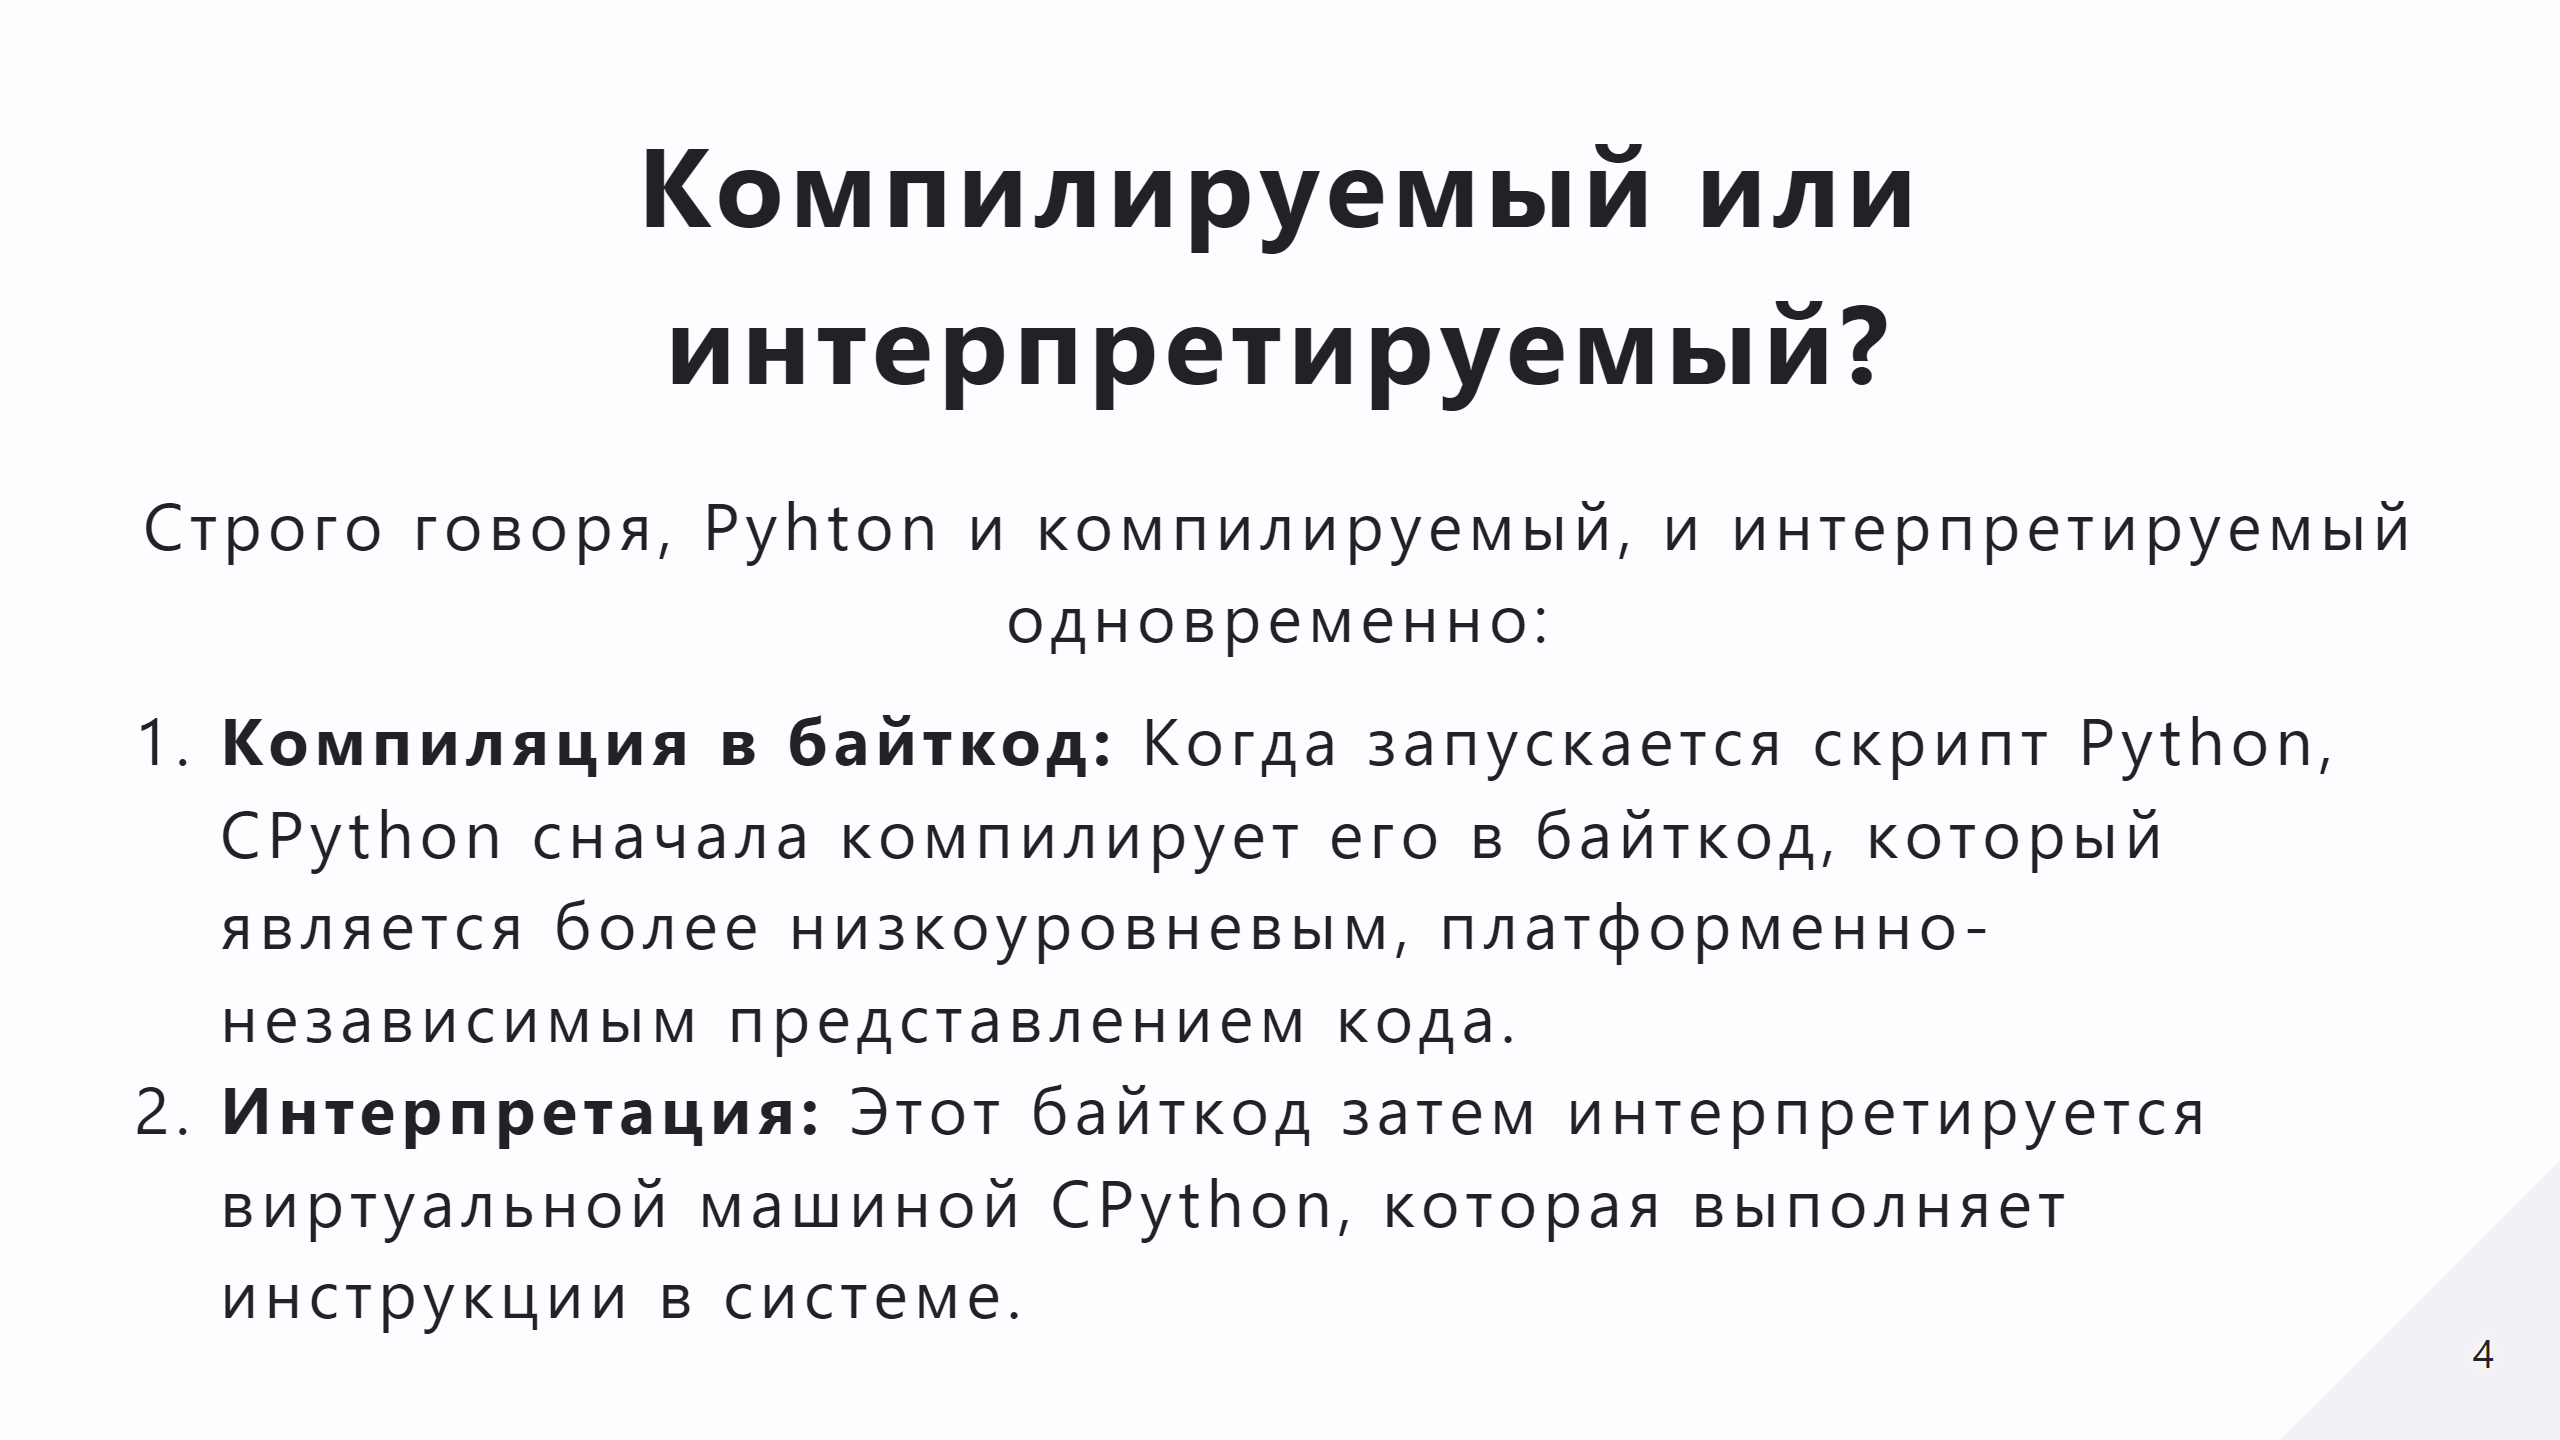 Компилируемый или
интерпретируемый?
Строго говоря, Pyhton и компилируемый, и интерпретируемый
одновременно:
1. Компиляция в байткод: Когда запускается скрипт Python,
CPython сначала компилирует его в байткод, который
является более низкоуровневым, платформенно-
независимым представлением кода.
2. Интерпретация: Этот байткод затем интерпретируется
виртуальной машиной CPython, которая выполняет
инструкции в системе.
4